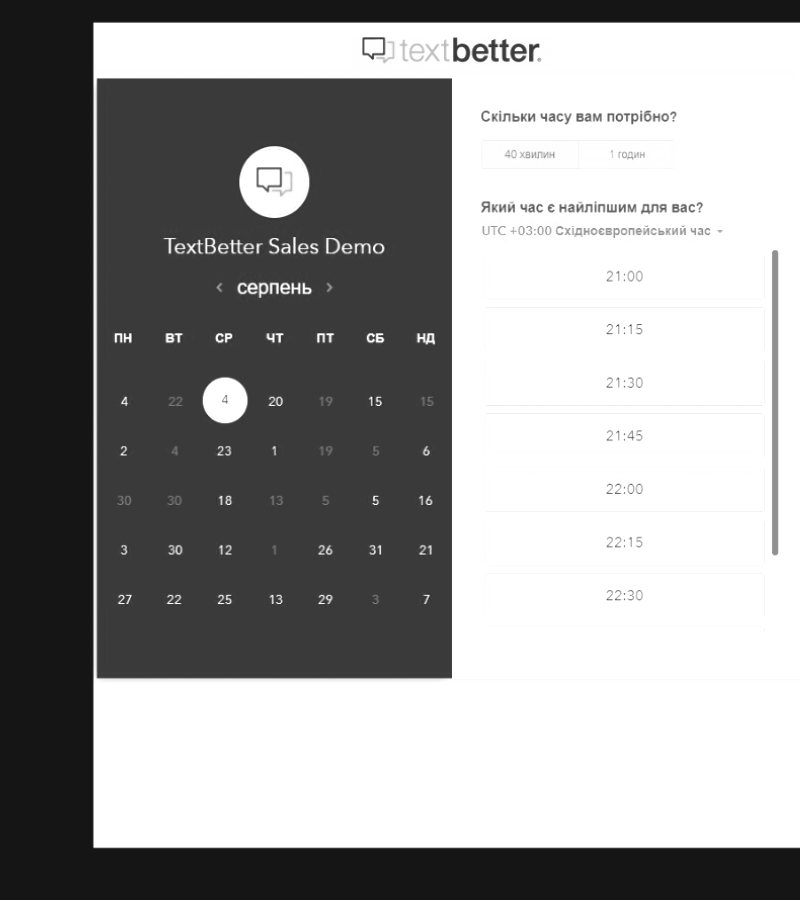 textbetter.
TextBetter Sales Demo
‹ серпень ›
ПН ВТ СР ЧТ ПТ СБ НД
4 22 4 20 19 15 15
2 4 23 1 19 5 6
30 30 18 13 5 5 16
3 30 12 1 26 31 21
27 22 25 13 29 3 7
Скільки часу вам потрібно?
40 хвилин 1 годин
Який час є найліпшим для вас?
UTC +03:00 Східноєвропейський час
21:00
21:15
21:30
21:45
22:00
22:15
22:30